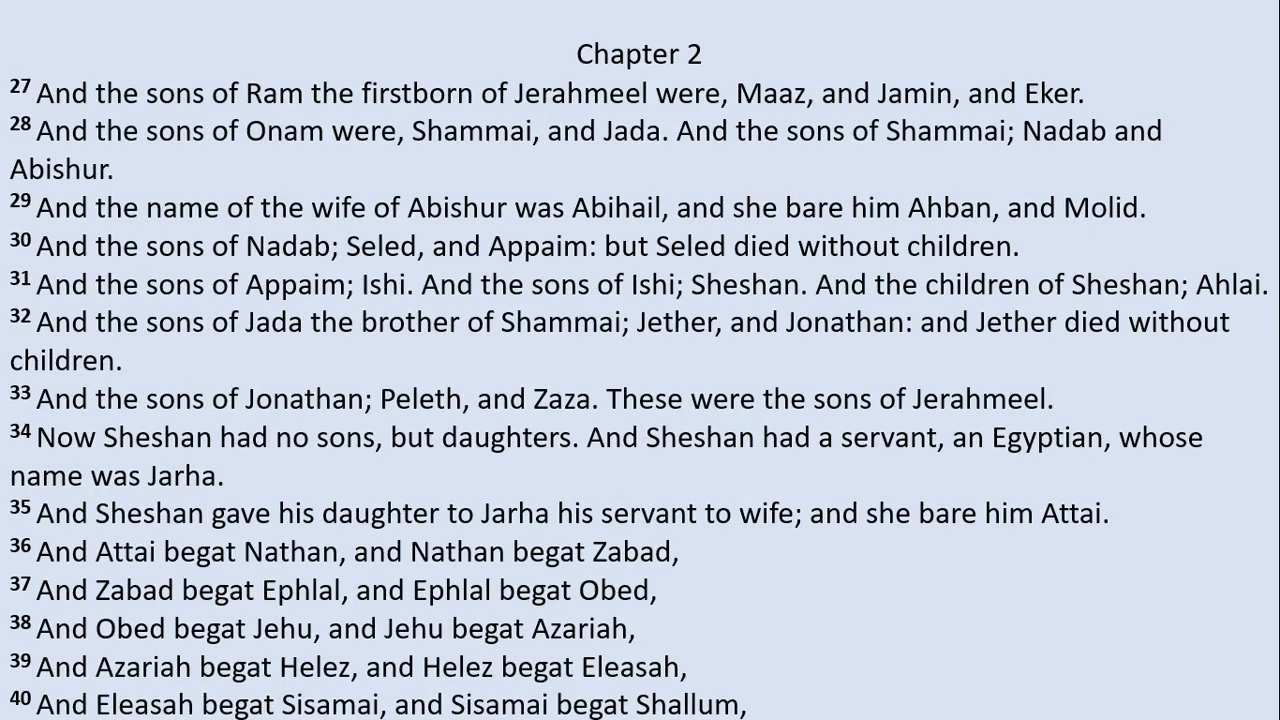 Chapter 2
27 And the sons of Ram the firstborn of Jerahmeel were, Maaz, and Jamin, and Eker.
28 And the sons of Onam were, Shammai, and Jada. And the sons of Shammai; Nadab and
Abishur.
29 And the name of the wife of Abishur was Abihail, and she bare him Ahban, and Molid.
30 And the sons of Nadab; Seled, and Appaim: but Seled died without children.
31 And the sons of Appaim; Ishi. And the sons of Ishi; Sheshan. And the children of Sheshan; Ahlai.
32 And the sons of Jada the brother of Shammai; Jether, and Jonathan: and Jether died without
children.
33 And the sons of Jonathan; Peleth, and Zaza. These were the sons of Jerahmeel.
34 Now Sheshan had no sons, but daughters. And Sheshan had a servant, an Egyptian, whose
name was Jarha.
35 And Sheshan gave his daughter to Jarha his servant to wife; and she bare him Attai.
36 And Attai begat Nathan, and Nathan begat Zabad,
37 And Zabad begat Ephlal, and Ephlal begat Obed,
38 And Obed begat Jehu, and Jehu begat Azariah,
39 And Azariah begat Helez, and Helez begat Eleasah,
40 And Eleasah begat Sisamai, and Sisamai begat Shallum,